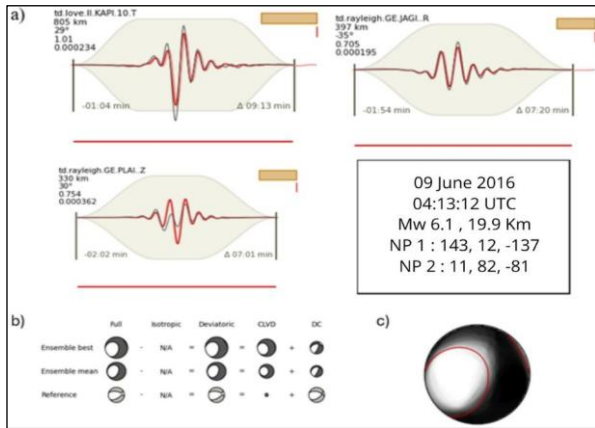 a)
td.love.II.KAPI.10.T
805 km
29°
1.01
0.000234
-01:04 min
Δ 09:13 min
td.rayleigh.GE.JAGI..R
397 km
-35°
0.705
0.000195
-01:54 min
Δ 07:20 min
td.rayleigh.GE.PLAI..Z
330 km
30°
0.754
0.000362
-02:02 min
Δ 07:01 min
09 June 2016
04:13:12 UTC
Mw 6.1 , 19.9 Km
NP 1 : 143, 12, -137
NP 2 : 11, 82, -81
b)
Full Isotropic Deviatoric CLVD DC
Ensemble best - N/A = = +
Ensemble mean - N/A = = +
Reference - N/A = = +
c)